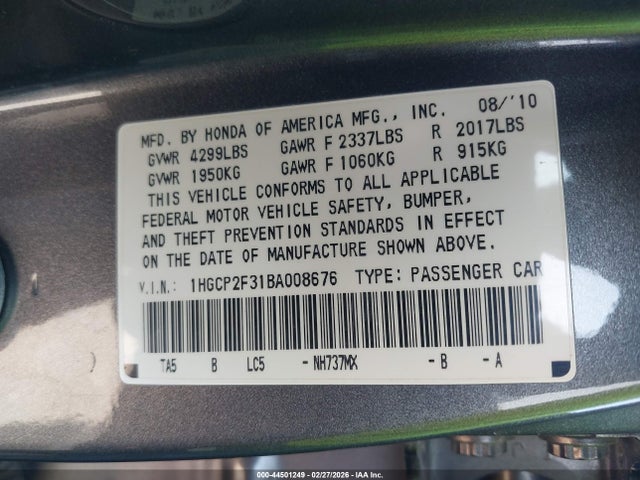 MFD. BY HONDA OF AMERICA MFG., INC. 08/'10
GVWR 4299LBS GAWR F 2337LBS R 2017LBS
GVWR 1950KG GAWR F 1060KG R 915KG
THIS VEHICLE CONFORMS TO ALL APPLICABLE
FEDERAL MOTOR VEHICLE SAFETY, BUMPER,
AND THEFT PREVENTION STANDARDS IN EFFECT
ON THE DATE OF MANUFACTURE SHOWN ABOVE.
V.I.N.: 1HGCP2F31BA008676 TYPE: PASSENGER CAR
TA5 B LC5 -NH737MX -B -A
000-44501249 - 02/27/2026 - IAA Inc.